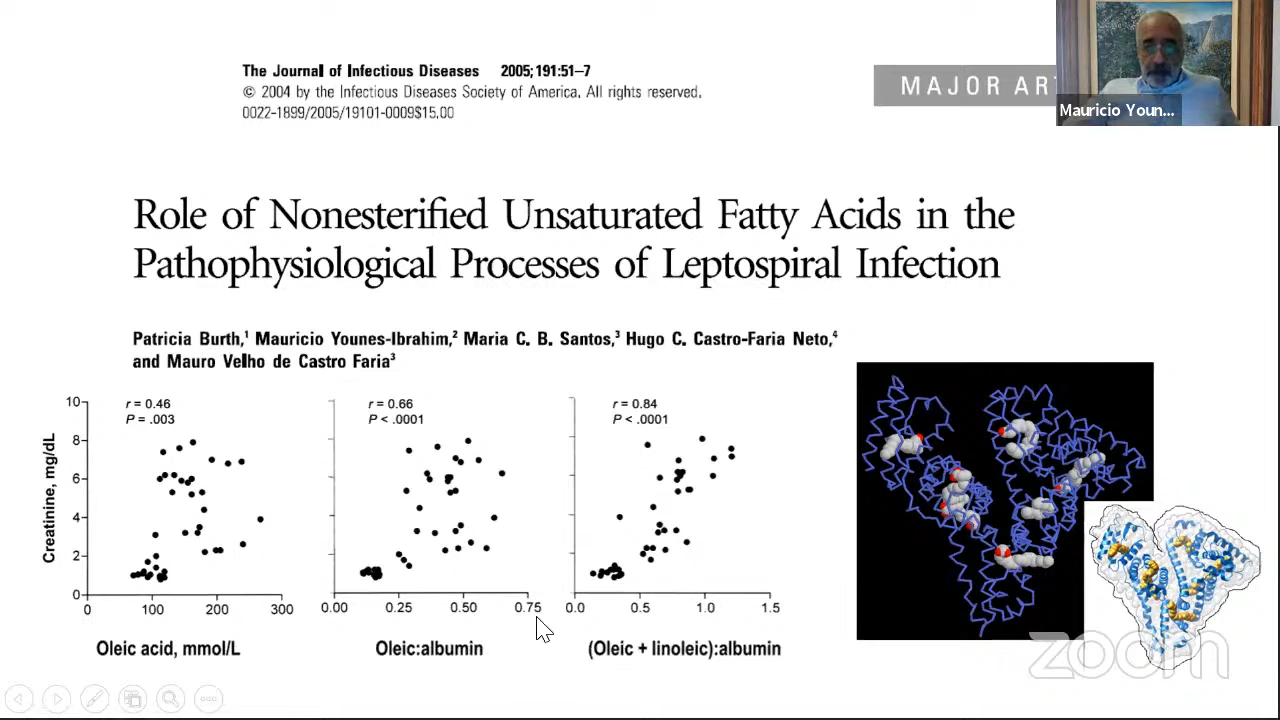 The Journal of Infectious Diseases 2005; 191:51–7
© 2004 by the Infectious Diseases Society of America. All rights reserved.
0022-1899/2005/19101-0009$15.00
MAJOR AR
Mauricio Youn...
Role of Nonesterified Unsaturated Fatty Acids in the
Pathophysiological Processes of Leptospiral Infection
Patricia Burth,¹ Mauricio Younes-Ibrahim,² Maria C. B. Santos,³ Hugo C. Castro-Faria Neto,⁴
and Mauro Velho de Castro Faria³
Creatinine, mg/dL
10
8
6
4
2
0
r = 0.46
P = .003
0 100 200 300
Oleic acid, mmol/L
r = 0.66
P < .0001
0.00 0.25 0.50 0.75
Oleic:albumin
r = 0.84
P < .0001
0.0 0.5 1.0 1.5
(Oleic + linoleic):albumin
zoom